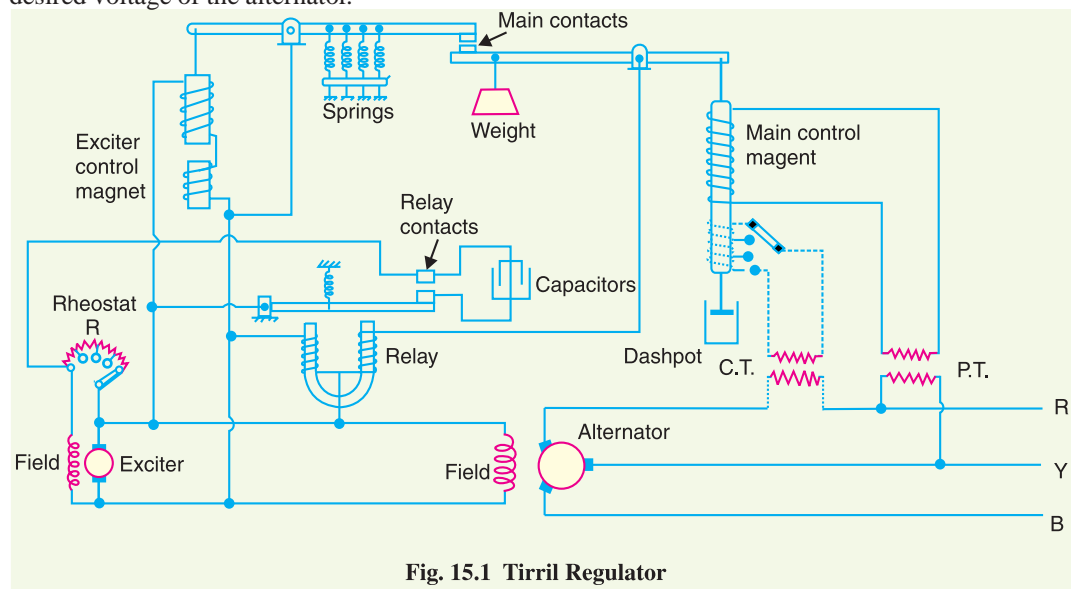 desired voltage of the alternator.
Main contacts
Springs
Weight
Exciter
control
magnet
Main control
magent
Relay
contacts
Capacitors
Rheostat
R
Relay
Dashpot
C.T.
P.T.
R
Alternator
Field
Exciter
Field
Y
B
Fig. 15.1 Tirril Regulator